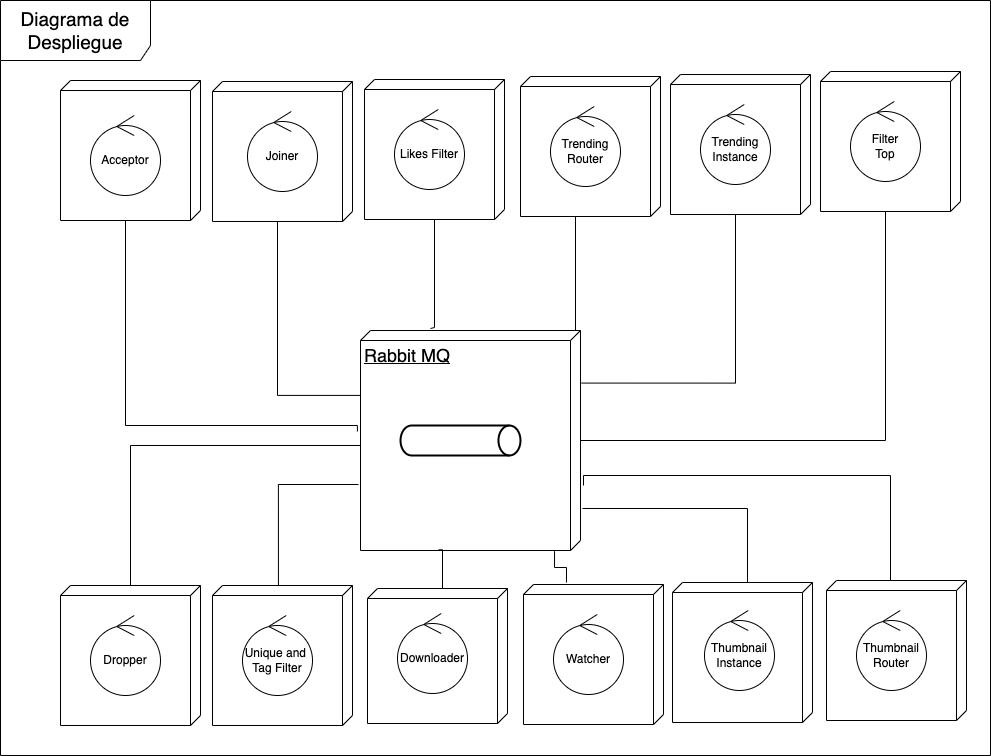 Diagrama de
Despliegue
Acceptor
Joiner
Likes Filter
Trending
Router
Trending
Instance
Filter
Top
Rabbit MQ
Dropper
Unique and
Tag Filter
Downloader
Watcher
Thumbnail
Instance
Thumbnail
Router